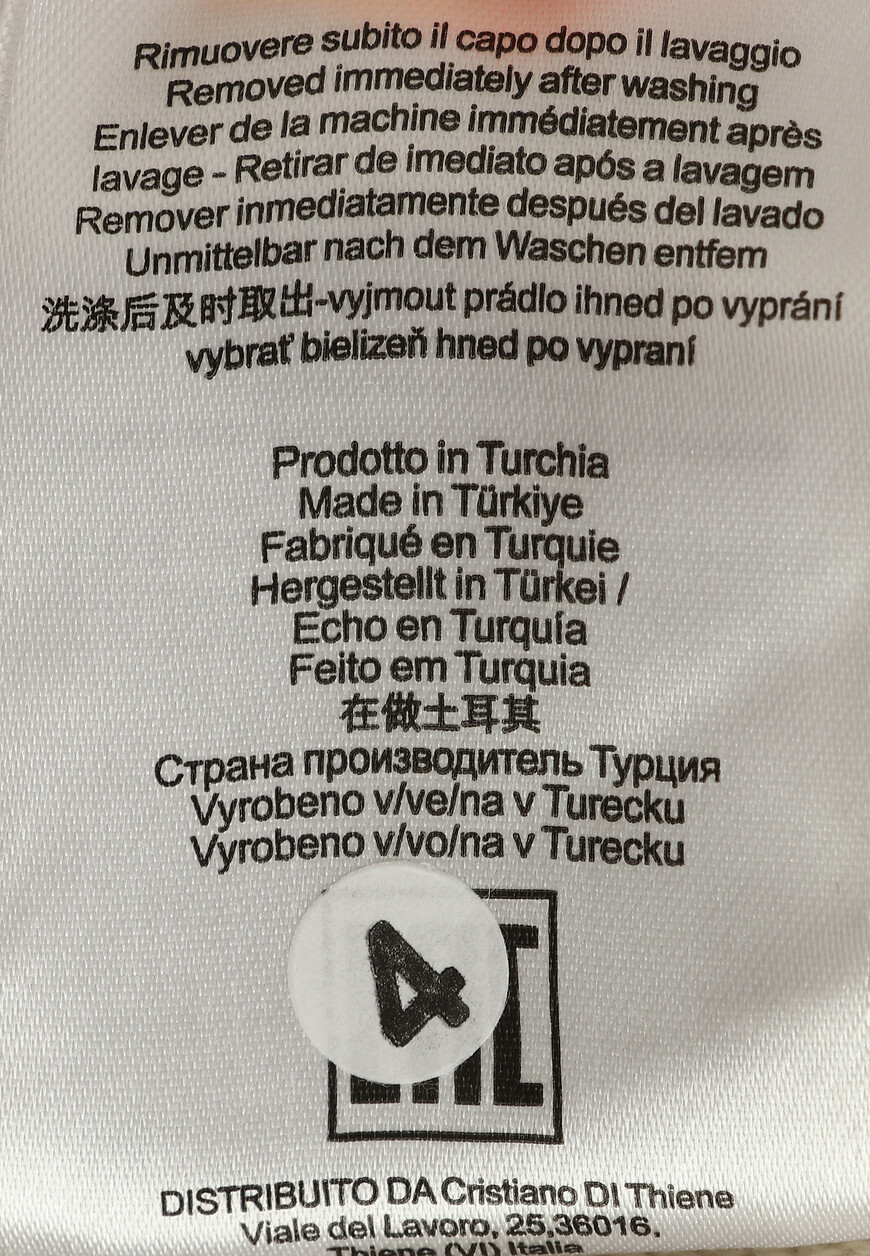 Rimuovere subito il capo dopo il lavaggio
Removed immediately after washing
Enlever de la machine immédiatement après
lavage - Retirar de imediato após a lavagem
Remover inmediatamente después del lavado
Unmittelbar nach dem Waschen entfem
洗涤后及时取出-vyjmout prádlo ihned po vyprání
vybrať bielizeň hned po vypraní
Prodotto in Turchia
Made in Türkiye
Fabriqué en Turquie
Hergestellt in Türkei /
Echo en Turquía
Feito em Turquia
在做土耳其
Страна производитель Турция
Vyrobeno v/ve/na v Turecku
Vyrobeno v/vo/na v Turecku
4
DISTRIBUITO DA Cristiano DI Thiene
Viale del Lavoro, 25,36016.
Thiene (VI) Italia